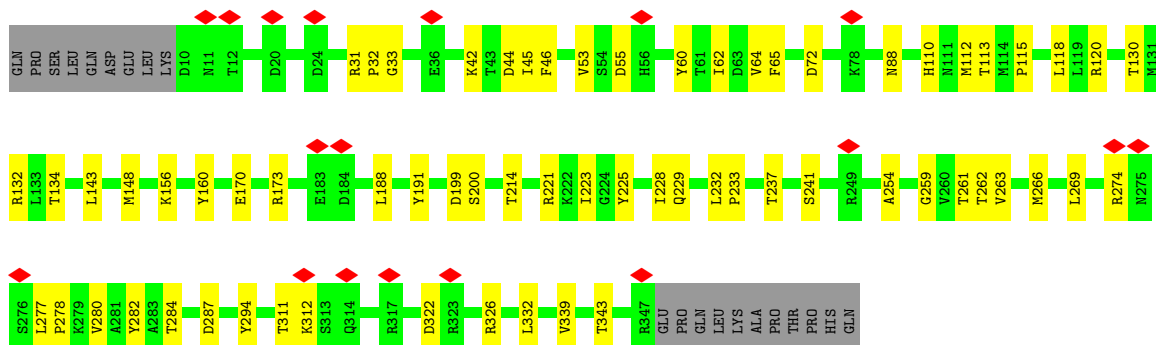 GLN PRO SER LEU GLN ASP GLU LEU LYS D10 N11 T12 D20 D24 R31 P32 G33 E36 K42 T43 D44 I45 F46 V53 S54 D55 H56 Y60 T61 I62 D63 V64 F65 D72 K78 N88 H110 N111 M112 T113 M114 P115 L118 L119 R120 T130 M131
R132 L133 T134 L143 M148 K156 Y160 E170 R173 E183 D184 L188 Y191 D199 S200 T214 R221 K222 I223 G224 Y225 I228 Q229 L232 P233 T237 S241 R249 A254 G259 V260 T261 T262 V263 M266 L269 R274 N275
S276 L277 P278 K279 V280 A281 Y282 A283 T284 D287 Y294 T311 K312 S313 Q314 R317 D322 R323 R326 L332 V339 T343 R347 GLU PRO GLN LEU LYS ALA PRO THR PRO HIS GLN